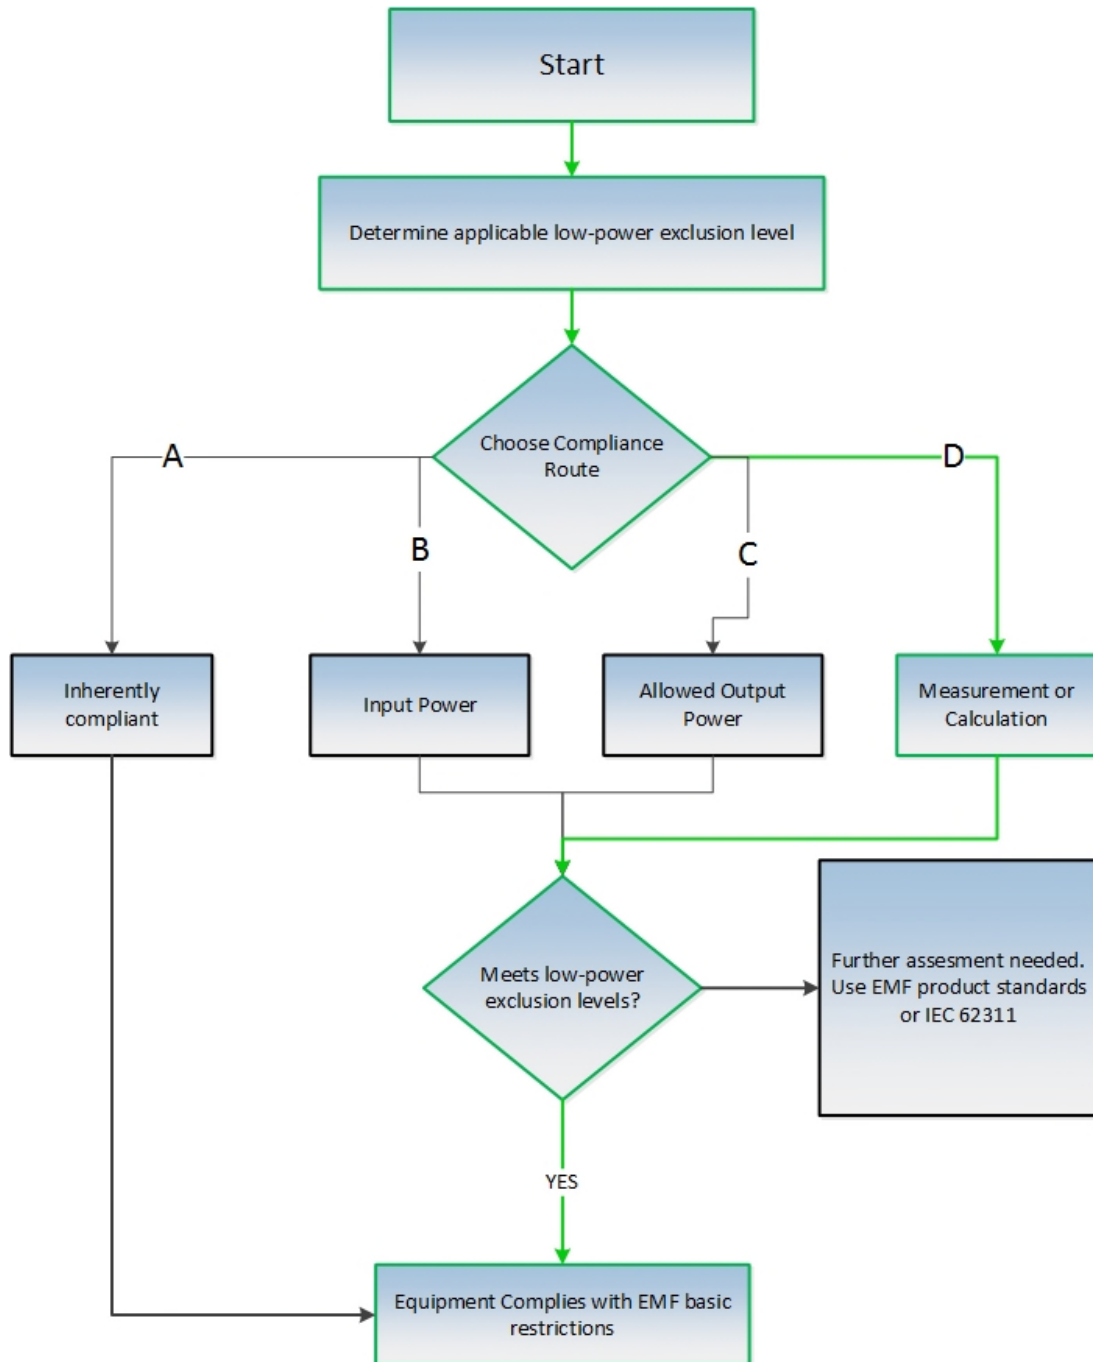 Start
Determine applicable low-power exclusion level
Choose Compliance
Route
A
D
B
C
Inherently
compliant
Input Power
Allowed Output
Power
Measurement or
Calculation
Meets low-power
exclusion levels?
Further assesment needed.
Use EMF product standards
or IEC 62311
YES
Equipment Complies with EMF basic
restrictions